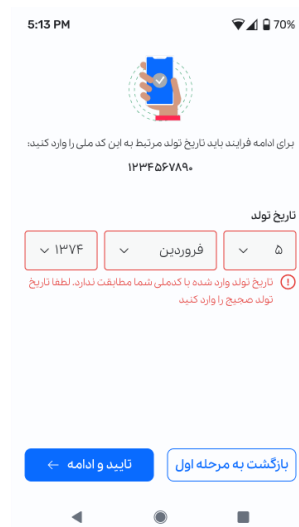 5:13 PM 70%
برای ادامه فرایند باید تاریخ تولد مرتبط به این کد ملی را وارد کنید:
۱۲۳۴۵۶۷۸۹۰
تاریخ تولد
۵ فروردین ۱۳۷۴
تاریخ تولد وارد شده با کدملی شما مطابقت ندارد. لطفا تاریخ
تولد صحیح را وارد کنید
بازگشت به مرحله اول تایید و ادامه ←